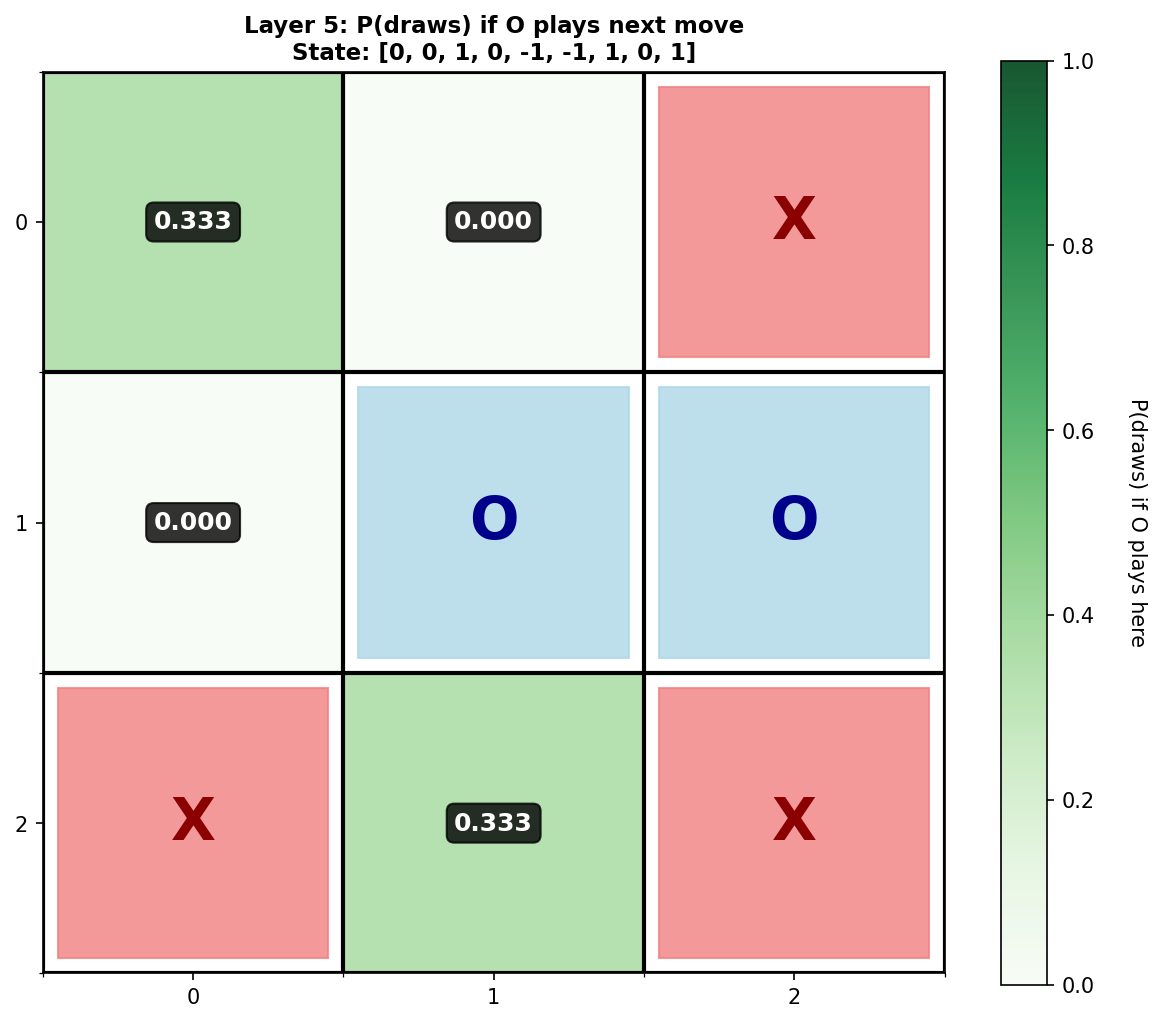 Layer 5: P(draws) if O plays next move
State: [0, 0, 1, 0, -1, -1, 1, 0, 1]
0
0.333
0.000
X
1
0.000
O
O
2
X
0.333
X
0
1
2
1.0
0.8
0.6
0.4
0.2
0.0
P(draws) if O plays here